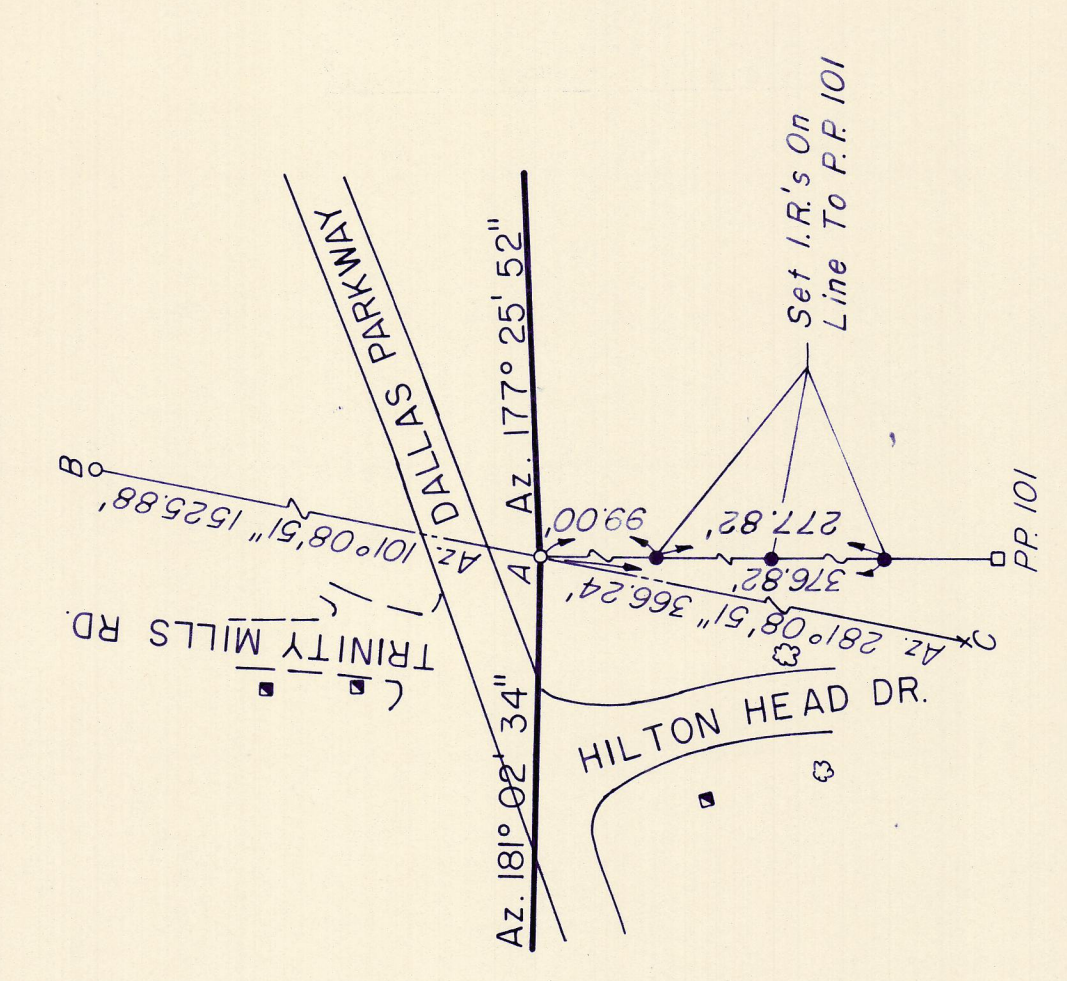 Set I.R.'s On
Line To P.P. 101
DALLAS PARKWAY
Az. 177° 25' 52"
B
Az. 101°08'51" 1525.88'
A
99.00'
277.82'
376.82'
P.P. 101
Az. 281°08'51" 366.24'
C
TRINITY MILLS RD.
HILTON HEAD DR.
Az. 181° 02' 34"